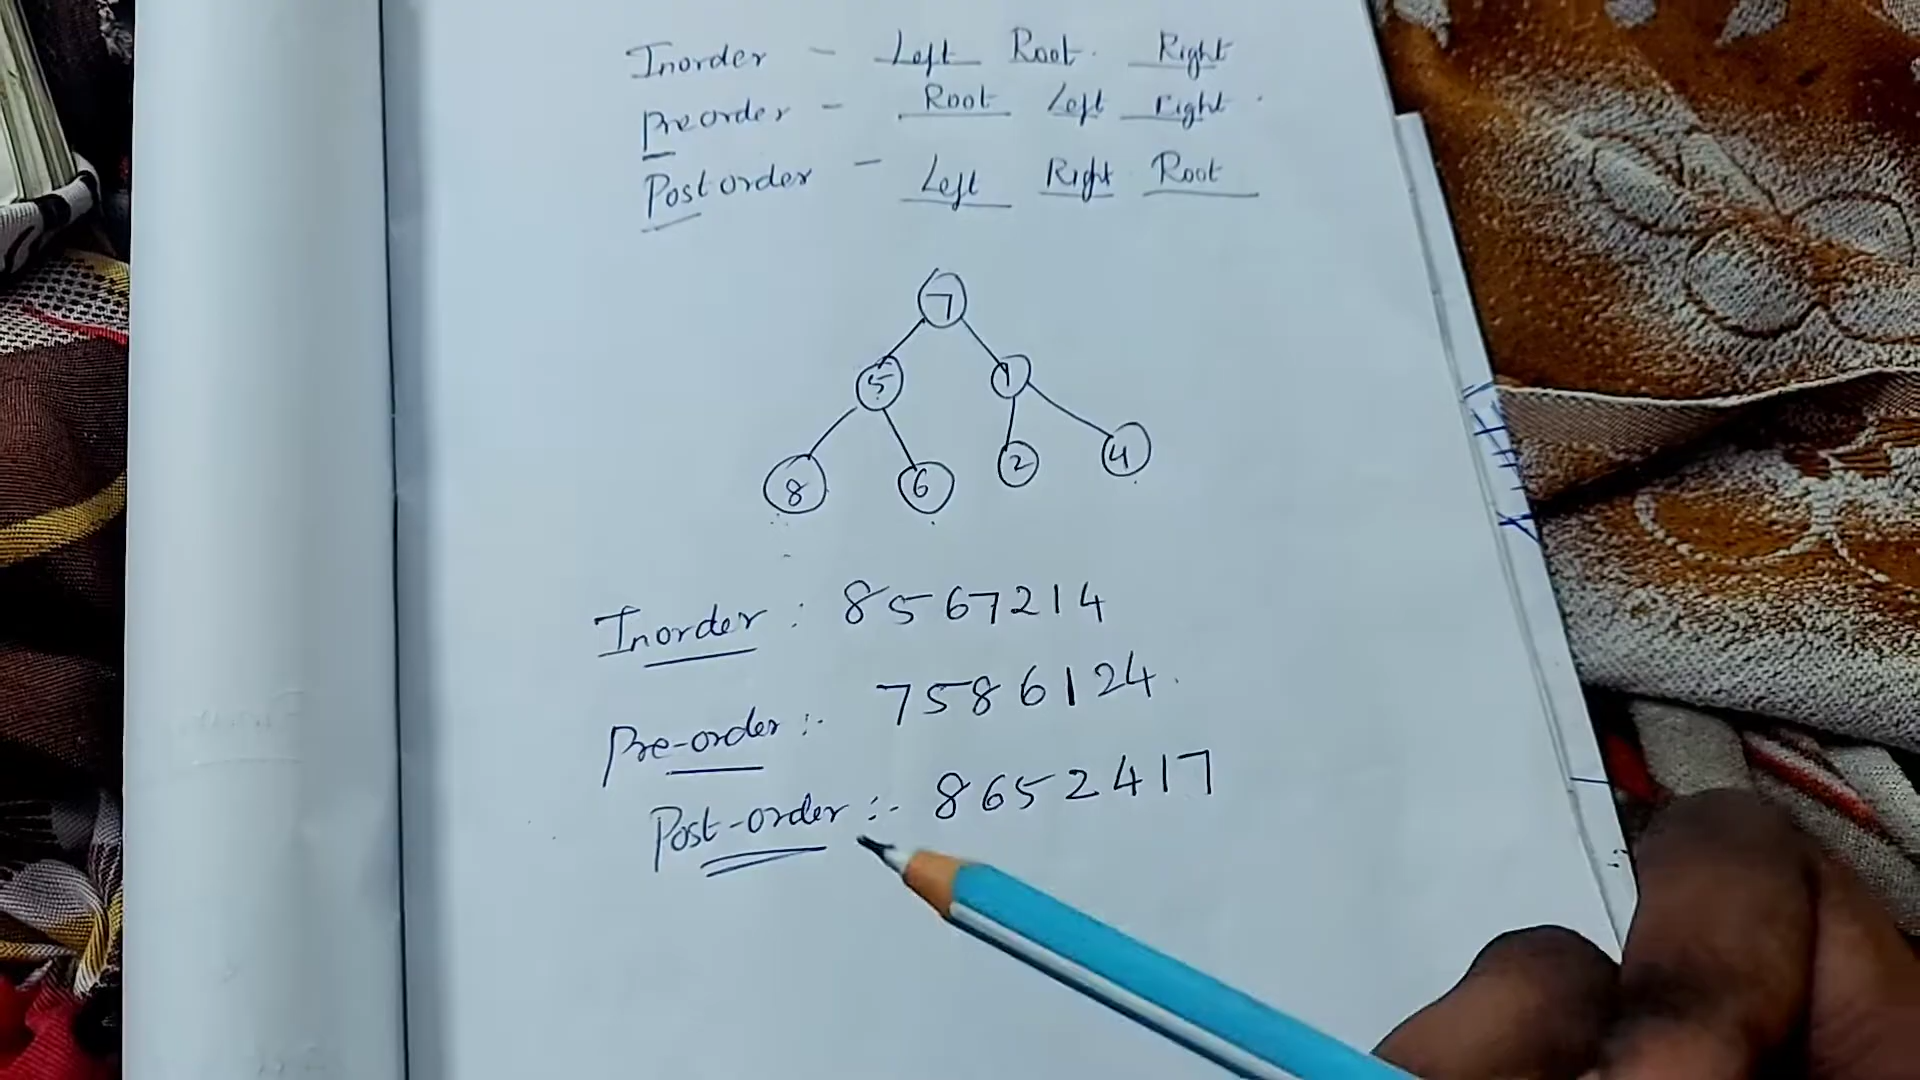 Inorder - Left Root Right
Preorder - Root Left right
Postorder - Left Right Root
7
5 1
8 6 2 4
Inorder : 8567214
Pre-order :- 7586124
Post-order :- 8652417